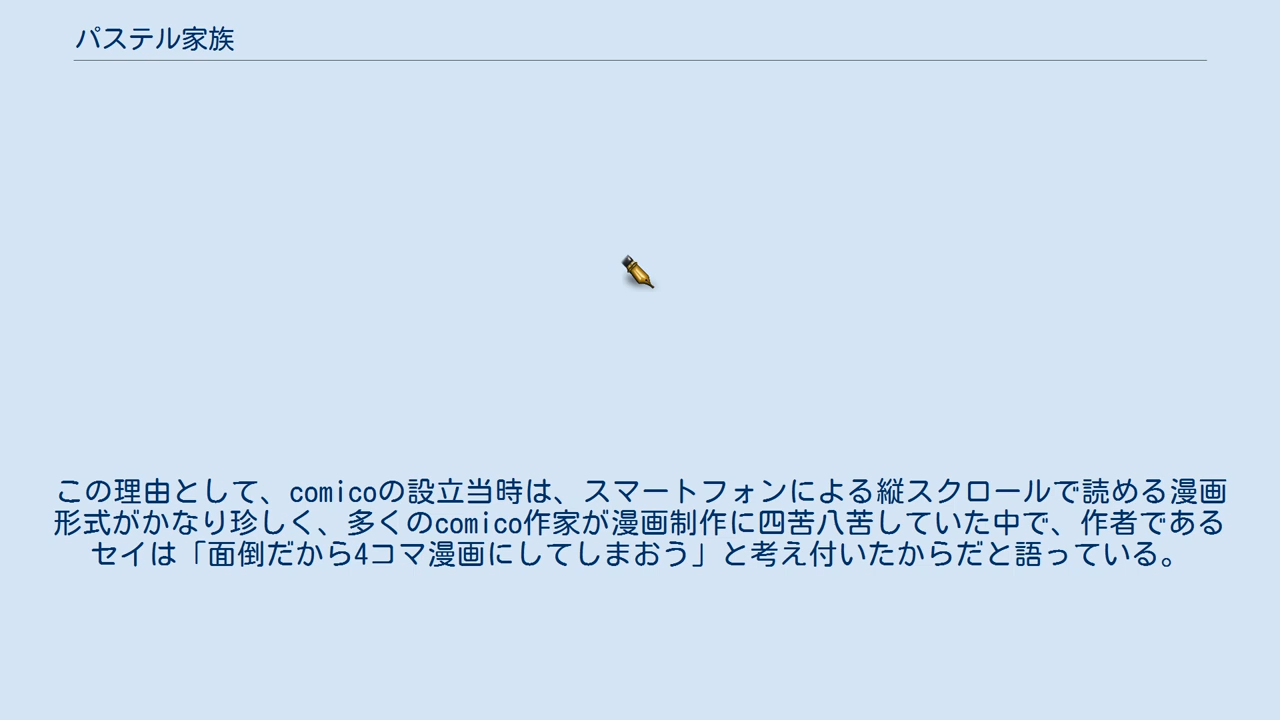 パステル家族
この理由として、comicoの設立当時は、スマートフォンによる縦スクロールで読める漫画
形式がかなり珍しく、多くのcomico作家が漫画制作に四苦八苦していた中で、作者である
セイは「面倒だから4コマ漫画にしてしまおう」と考え付いたからだと語っている。